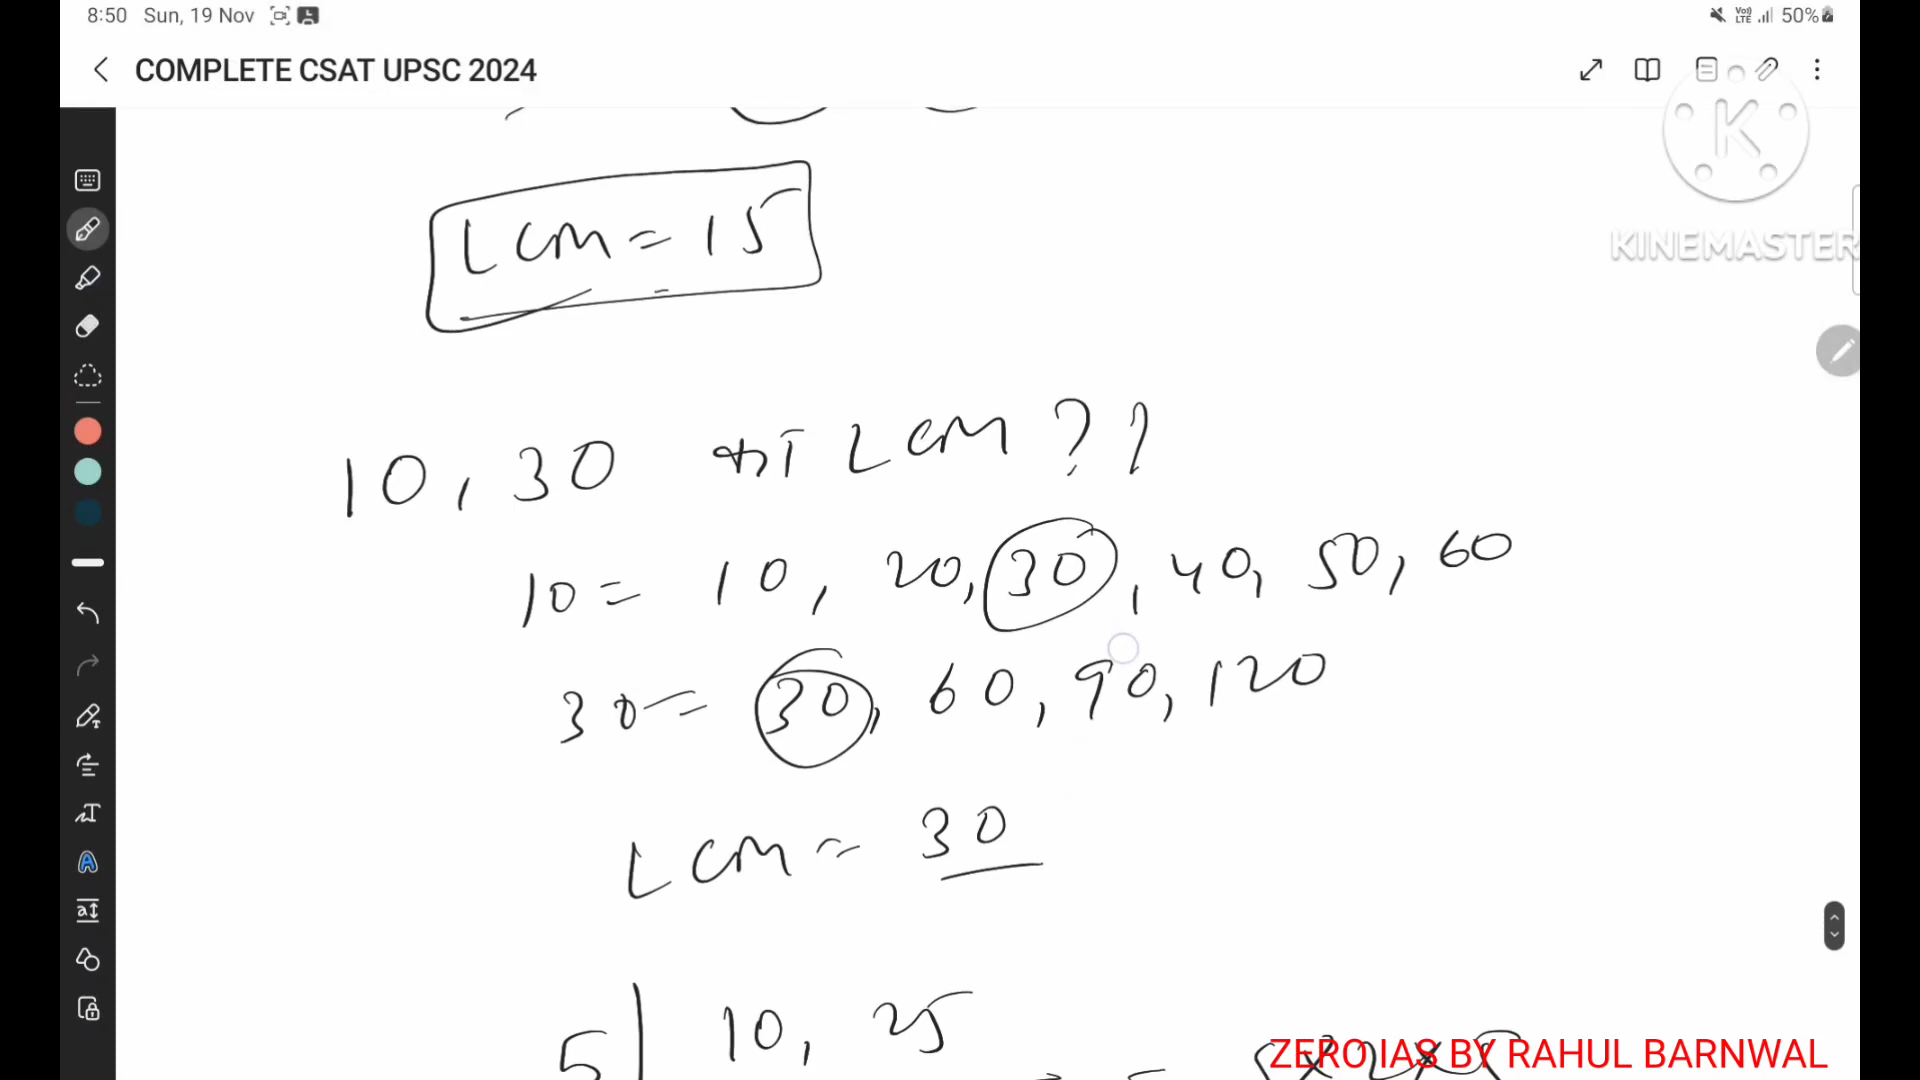 8:50 Sun, 19 Nov VoD LTE 50%
COMPLETE CSAT UPSC 2024
K
KINEMASTER
LCM = 15
10, 30 का LCM ??
10 = 10, 20, 30, 40, 50, 60
30 = 30, 60, 90, 120
LCM = 30
5 10, 25
ZERO IAS BY RAHUL BARNWAL